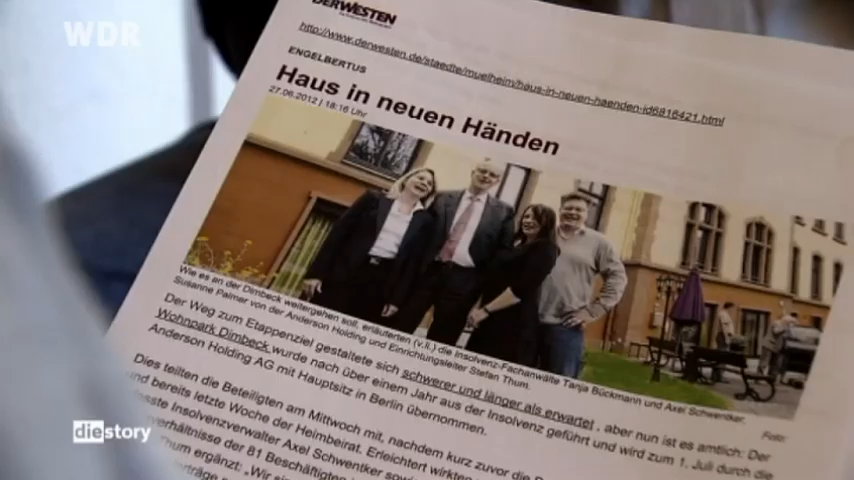 WDR
DERWESTEN
http://www.derwesten.de/staedte/muelheim/haus-in-neuen-haenden-id6816421.html
ENGELBERTUS
Haus in neuen Händen
27.06.2012 | 18:16 Uhr
Wie es an der Dimbeck weitergehen soll, erläuterten (v.li.) die Insolvenz-Fachanwälte Tanja Bückmann und Axel Schwentker,
Susanne Palmer von der Anderson Holding und Einrichtungsleiter Stefan Thum.
Foto:
Der Weg zum Etappenziel gestaltete sich schwerer und länger als erwartet , aber nun ist es amtlich: Der
Wohnpark Dimbeck wurde nach über einem Jahr aus der Insolvenz geführt und wird zum 1. Juli durch die
Anderson Holding AG mit Hauptsitz in Berlin übernommen.
Dies teilten die Beteiligten am Mittwoch mit, nachdem kurz zuvor die
und bereits letzte Woche der Heimbeirat. Erleichtert wirkten
Insolvenzverwalter Axel Schwentker
der 81 Beschäftigten
Thum ergänzt: „Wir
diestory